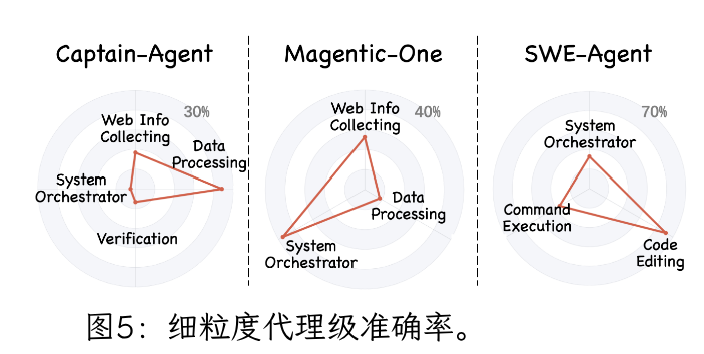 Captain-Agent
30%
Web Info
Collecting
Data
Processing
System
Orchestrator
Verification
Magentic-One
40%
Web Info
Collecting
Data
Processing
System
Orchestrator
SWE-Agent
70%
System
Orchestrator
Command
Execution
Code
Editing
图5：细粒度代理级准确率。